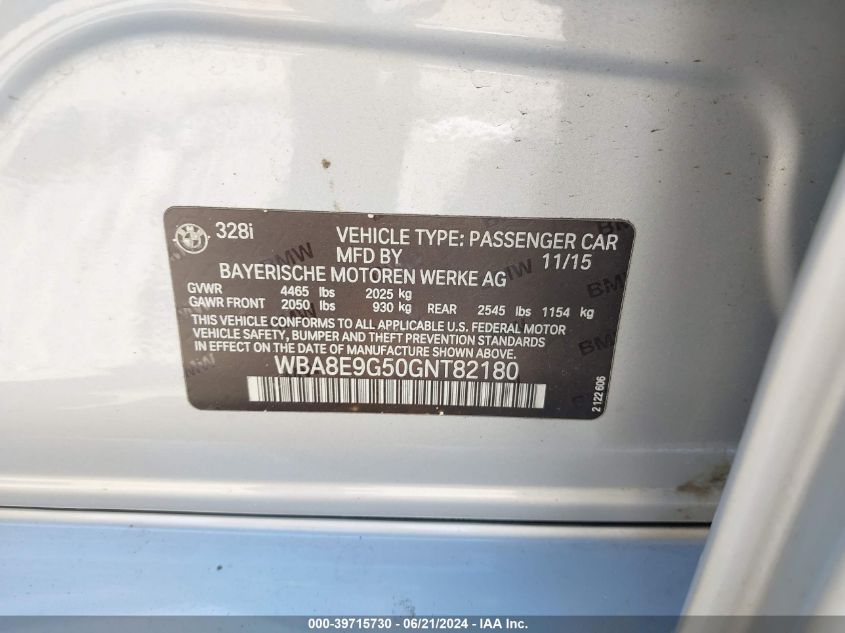 328i
VEHICLE TYPE: PASSENGER CAR
MFD BY 11/15
BAYERISCHE MOTOREN WERKE AG
GVWR 4465 lbs 2025 kg
GAWR FRONT 2050 lbs 930 kg REAR 2545 lbs 1154 kg
THIS VEHICLE CONFORMS TO ALL APPLICABLE U.S. FEDERAL MOTOR
VEHICLE SAFETY, BUMPER AND THEFT PREVENTION STANDARDS
IN EFFECT ON THE DATE OF MANUFACTURE SHOWN ABOVE.
WBA8E9G50GNT82180
2 122 606
000-39715730 - 06/21/2024 - IAA Inc.